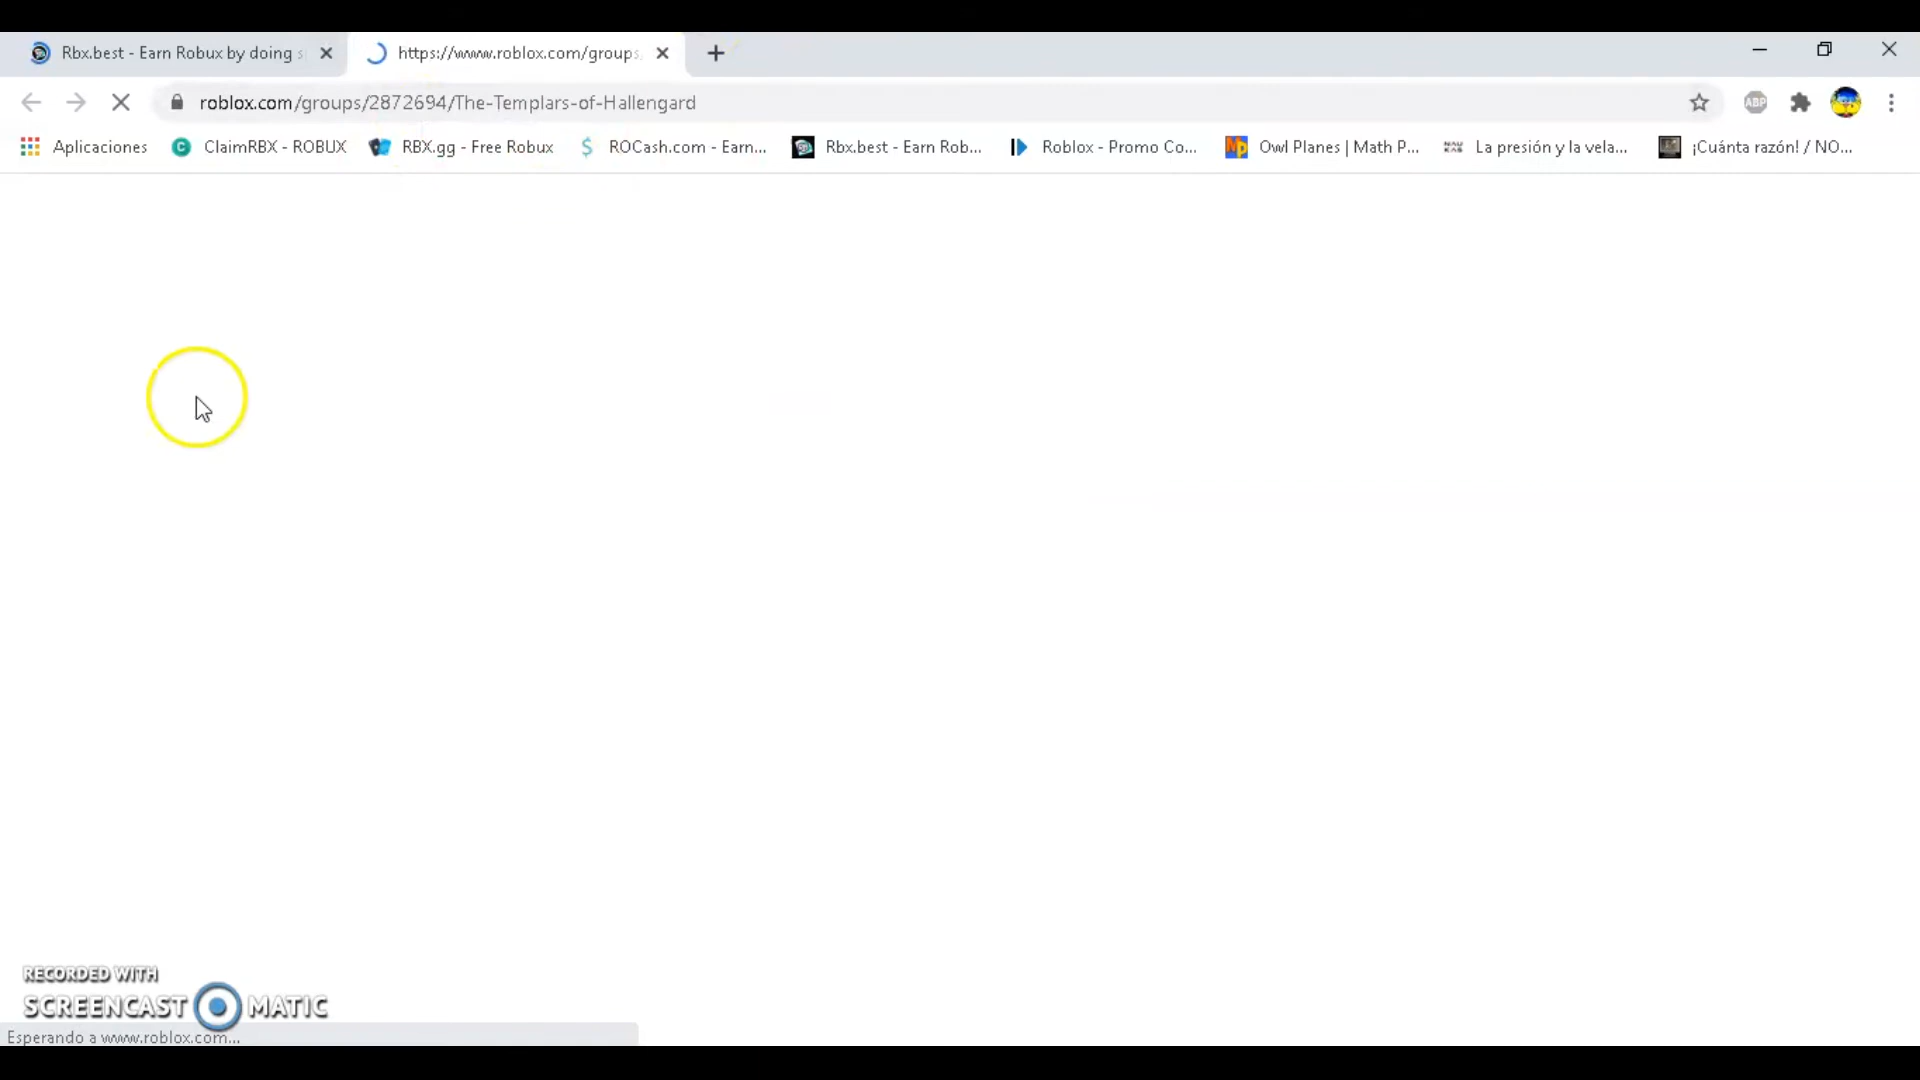 Rbx.best - Earn Robux by doing s
https://www.roblox.com/groups,
roblox.com/groups/2872694/The-Templars-of-Hallengard
ABP
Aplicaciones
ClaimRBX - ROBUX
RBX.gg - Free Robux
ROCash.com - Earn...
Rbx.best - Earn Rob...
Roblox - Promo Co...
Owl Planes | Math P...
La presión y la vela...
¡Cuánta razón! / NO...
RECORDED WITH
SCREENCAST MATIC
Esperando a www.roblox.com...